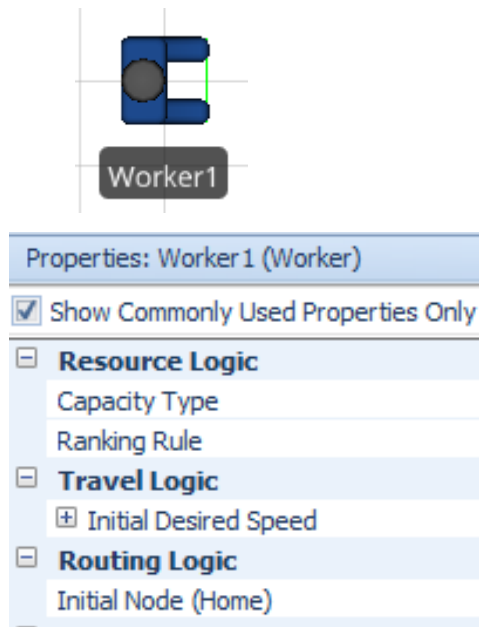 Worker1
Properties: Worker1 (Worker)
Show Commonly Used Properties Only
Resource Logic
Capacity Type
Ranking Rule
Travel Logic
Initial Desired Speed
Routing Logic
Initial Node (Home)